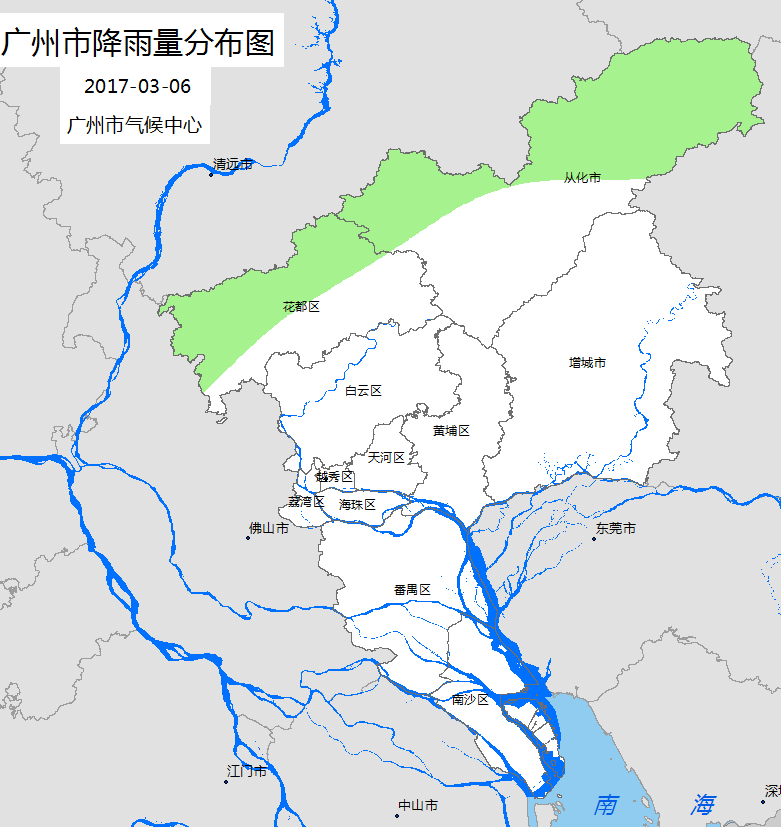 广州市降雨量分布图
2017-03-06
广州市气候中心
清远市
从化市
花都区
增城市
白云区
黄埔区
天河区
越秀区
荔湾区
海珠区
佛山市
东莞市
番禺区
南沙区
江门市
中山市
南 海